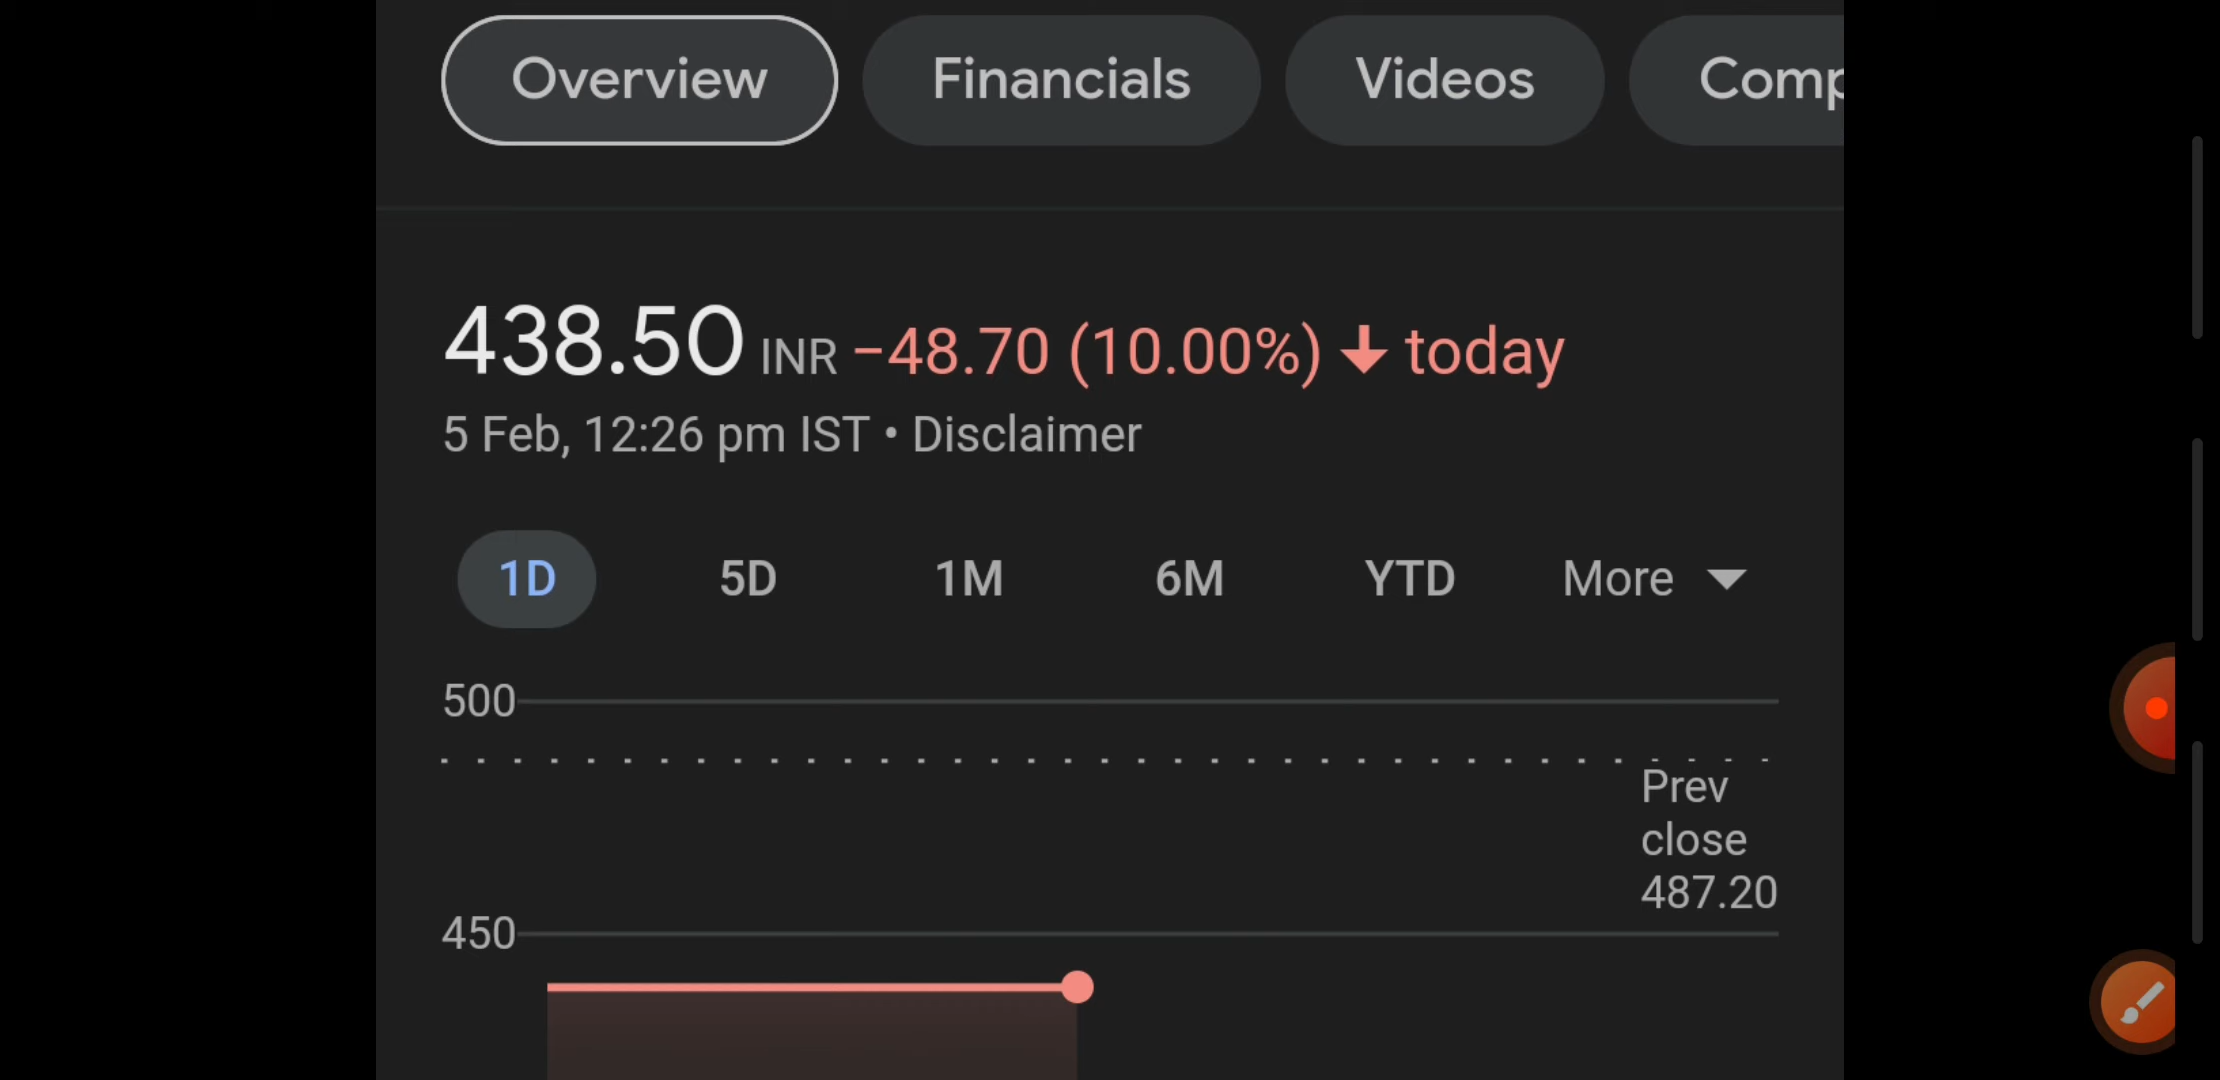 Overview Financials Videos Comp
438.50 INR −48.70 (10.00%) ↓ today
5 Feb, 12:26 pm IST • Disclaimer
1D 5D 1M 6M YTD More
500
Prev
close
487.20
450